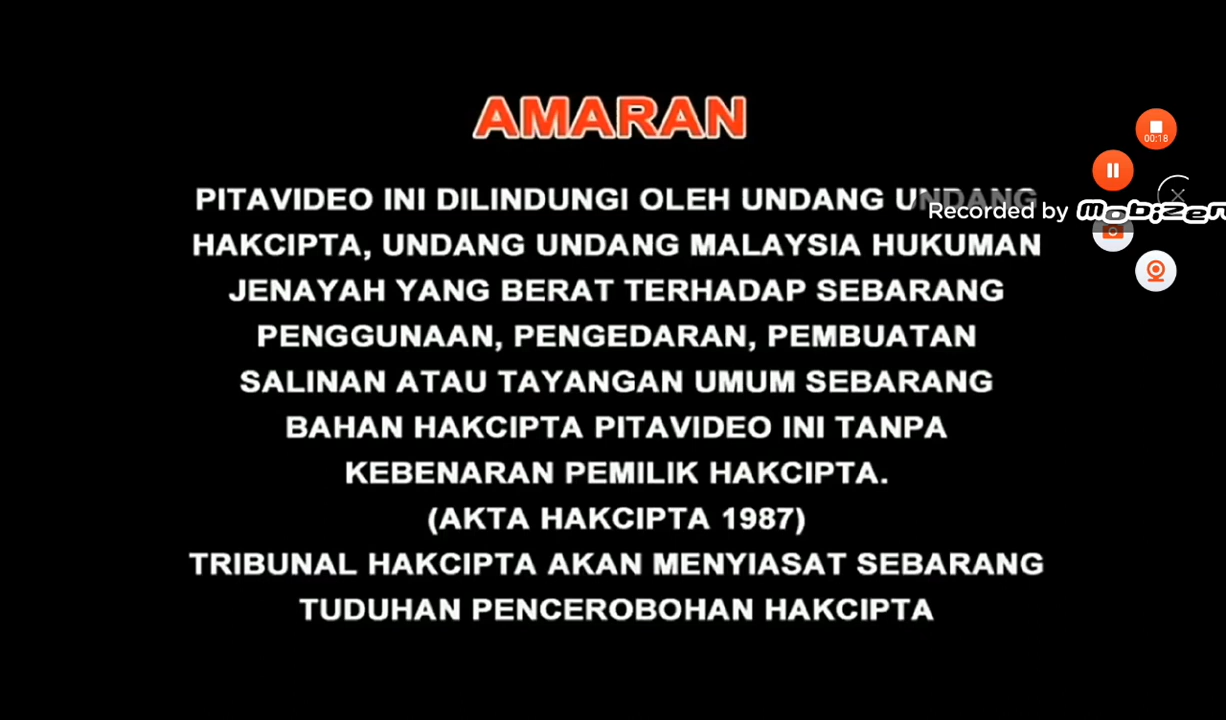 AMARAN
PITAVIDEO INI DILINDUNGI OLEH UNDANG UNDANG
HAKCIPTA, UNDANG UNDANG MALAYSIA HUKUMAN
JENAYAH YANG BERAT TERHADAP SEBARANG
PENGGUNAAN, PENGEDARAN, PEMBUATAN
SALINAN ATAU TAYANGAN UMUM SEBARANG
BAHAN HAKCIPTA PITAVIDEO INI TANPA
KEBENARAN PEMILIK HAKCIPTA.
(AKTA HAKCIPTA 1987)
TRIBUNAL HAKCIPTA AKAN MENYIASAT SEBARANG
TUDUHAN PENCEROBOHAN HAKCIPTA
00:18
Recorded by mobizen